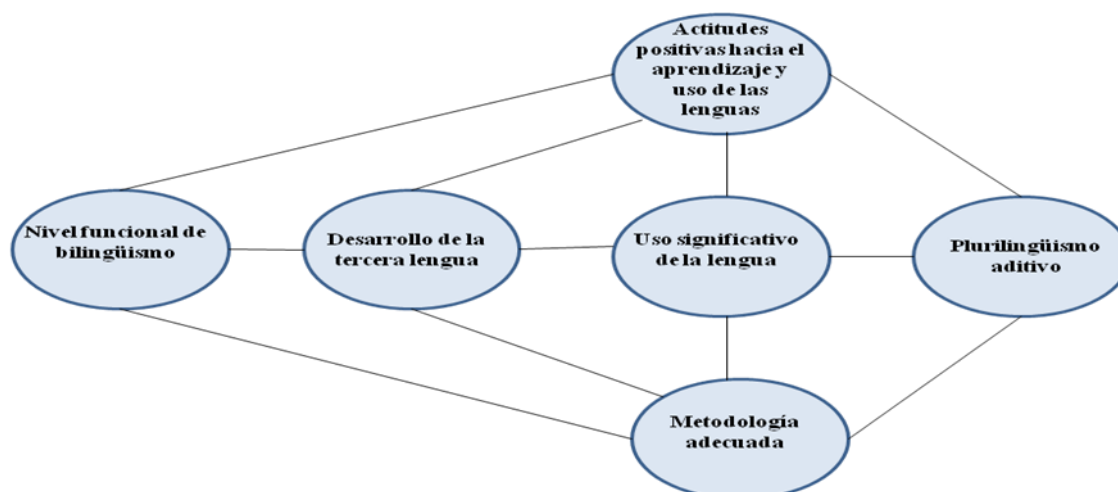 Actitudes
positivas hacia el
aprendizaje y
uso de las
lenguas
Nivel funcional de
bilingüismo
Desarrollo de la
tercera lengua
Uso significativo
de la lengua
Plurilingüismo
aditivo
Metodología
adecuada